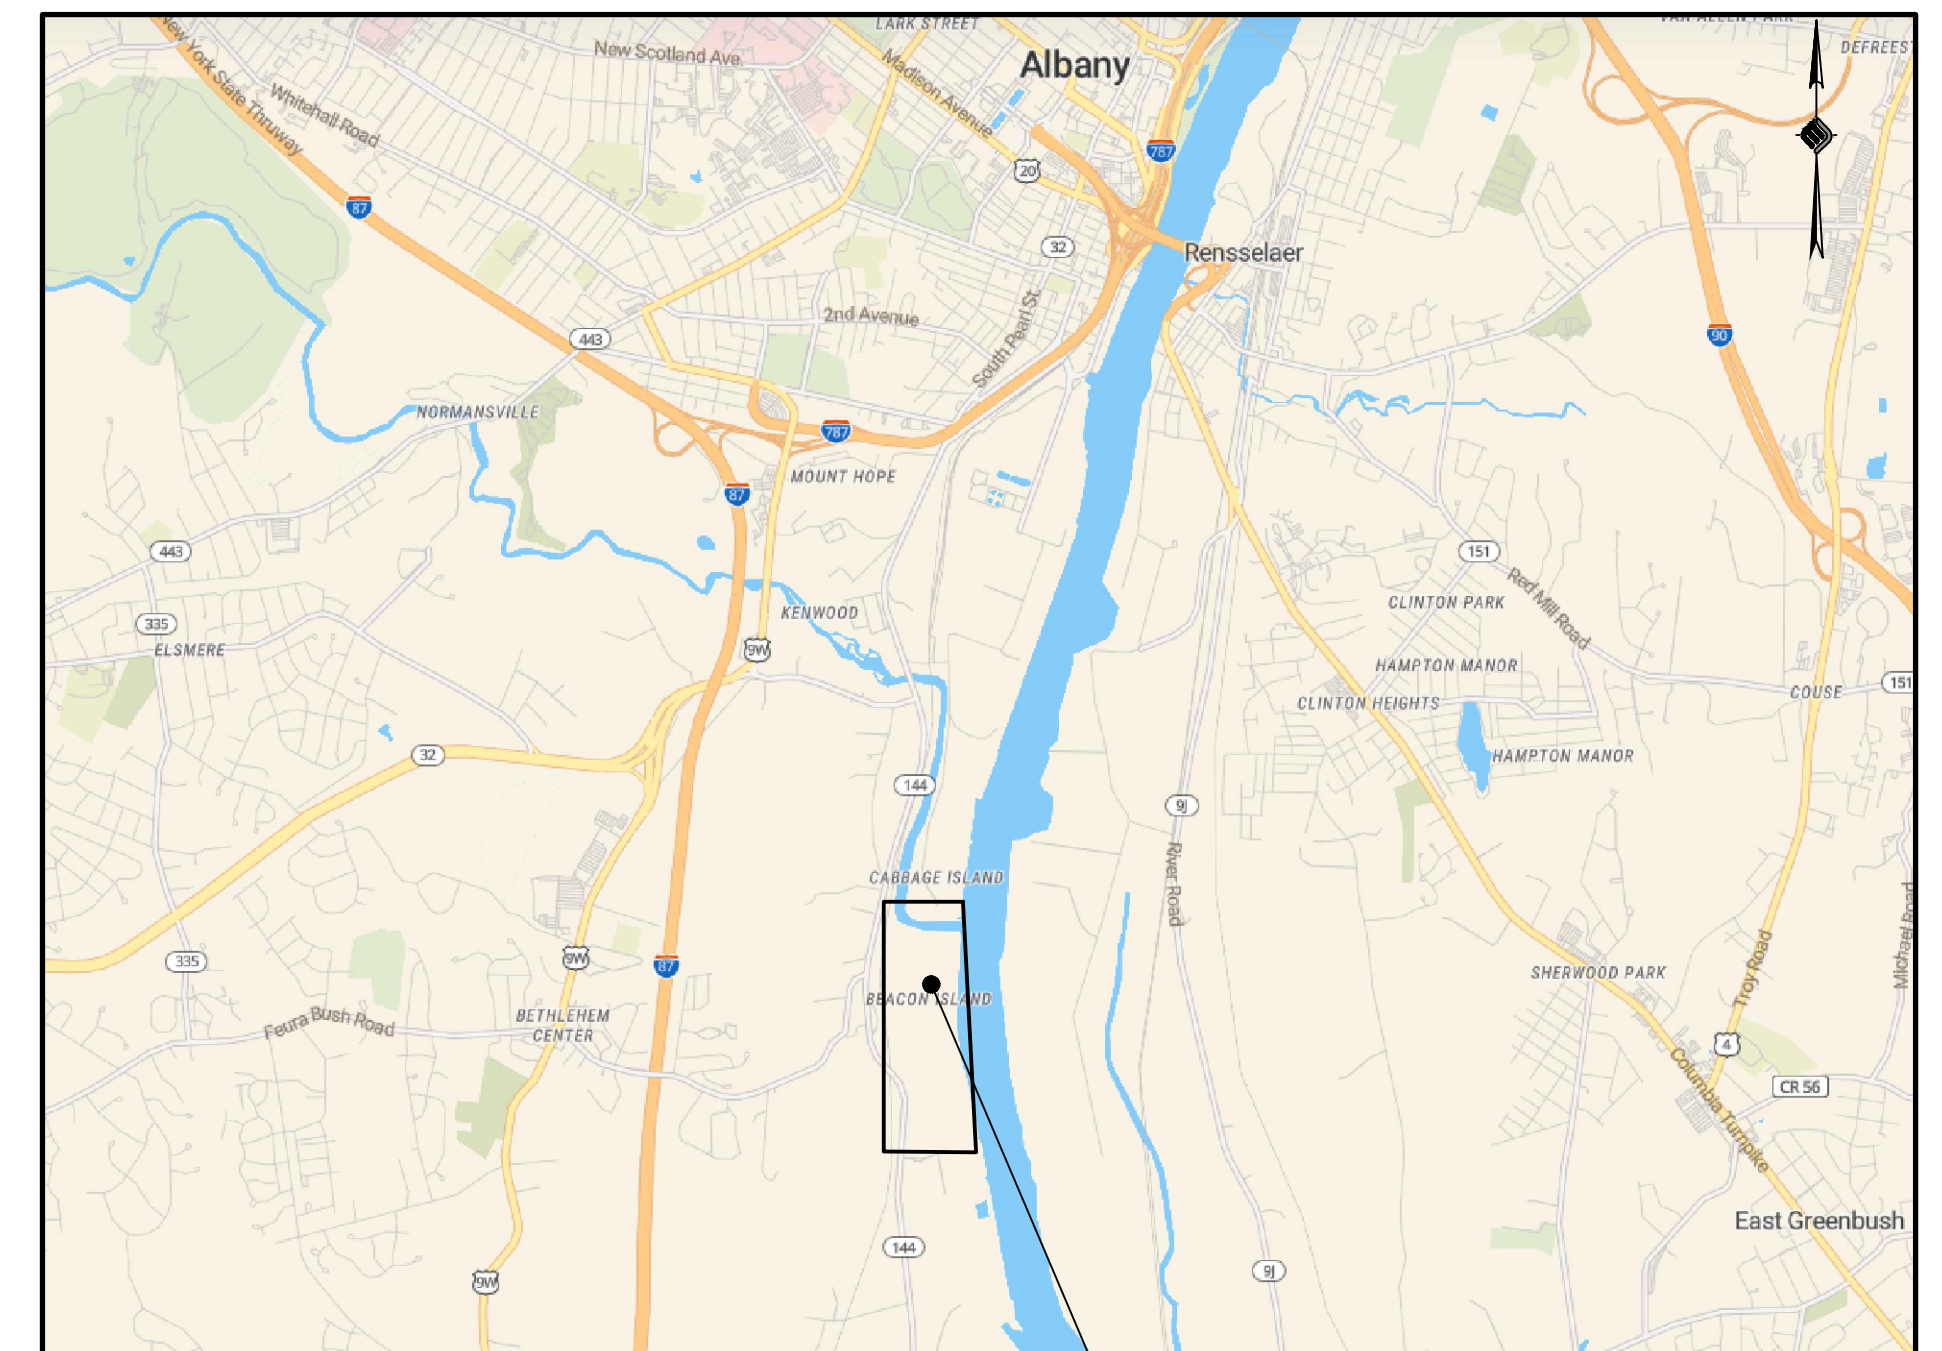 LARK STREET
VAN ALLEN PARK
DEFREEST
New Scotland Ave.
Albany
Madison Avenue
New York State Thruway
Whitehall Road
787
20
87
32
Rensselaer
2nd Avenue
South Pearl St.
443
90
NORMANSVILLE
787
MOUNT HOPE
87
443
151
Red Mill Road
CLINTON PARK
335
KENWOOD
ELSMERE
9W
HAMPTON MANOR
151
COUSE
CLINTON HEIGHTS
32
HAMPTON MANOR
144
9J
River Road
CABBAGE ISLAND
Michael Road
335
9W
87
SHERWOOD PARK
Troy Road
BEACON ISLAND
Feura Bush Road
BETHLEHEM
CENTER
4
Columbia Turnpike
CR 56
East Greenbush
144
9J
9W